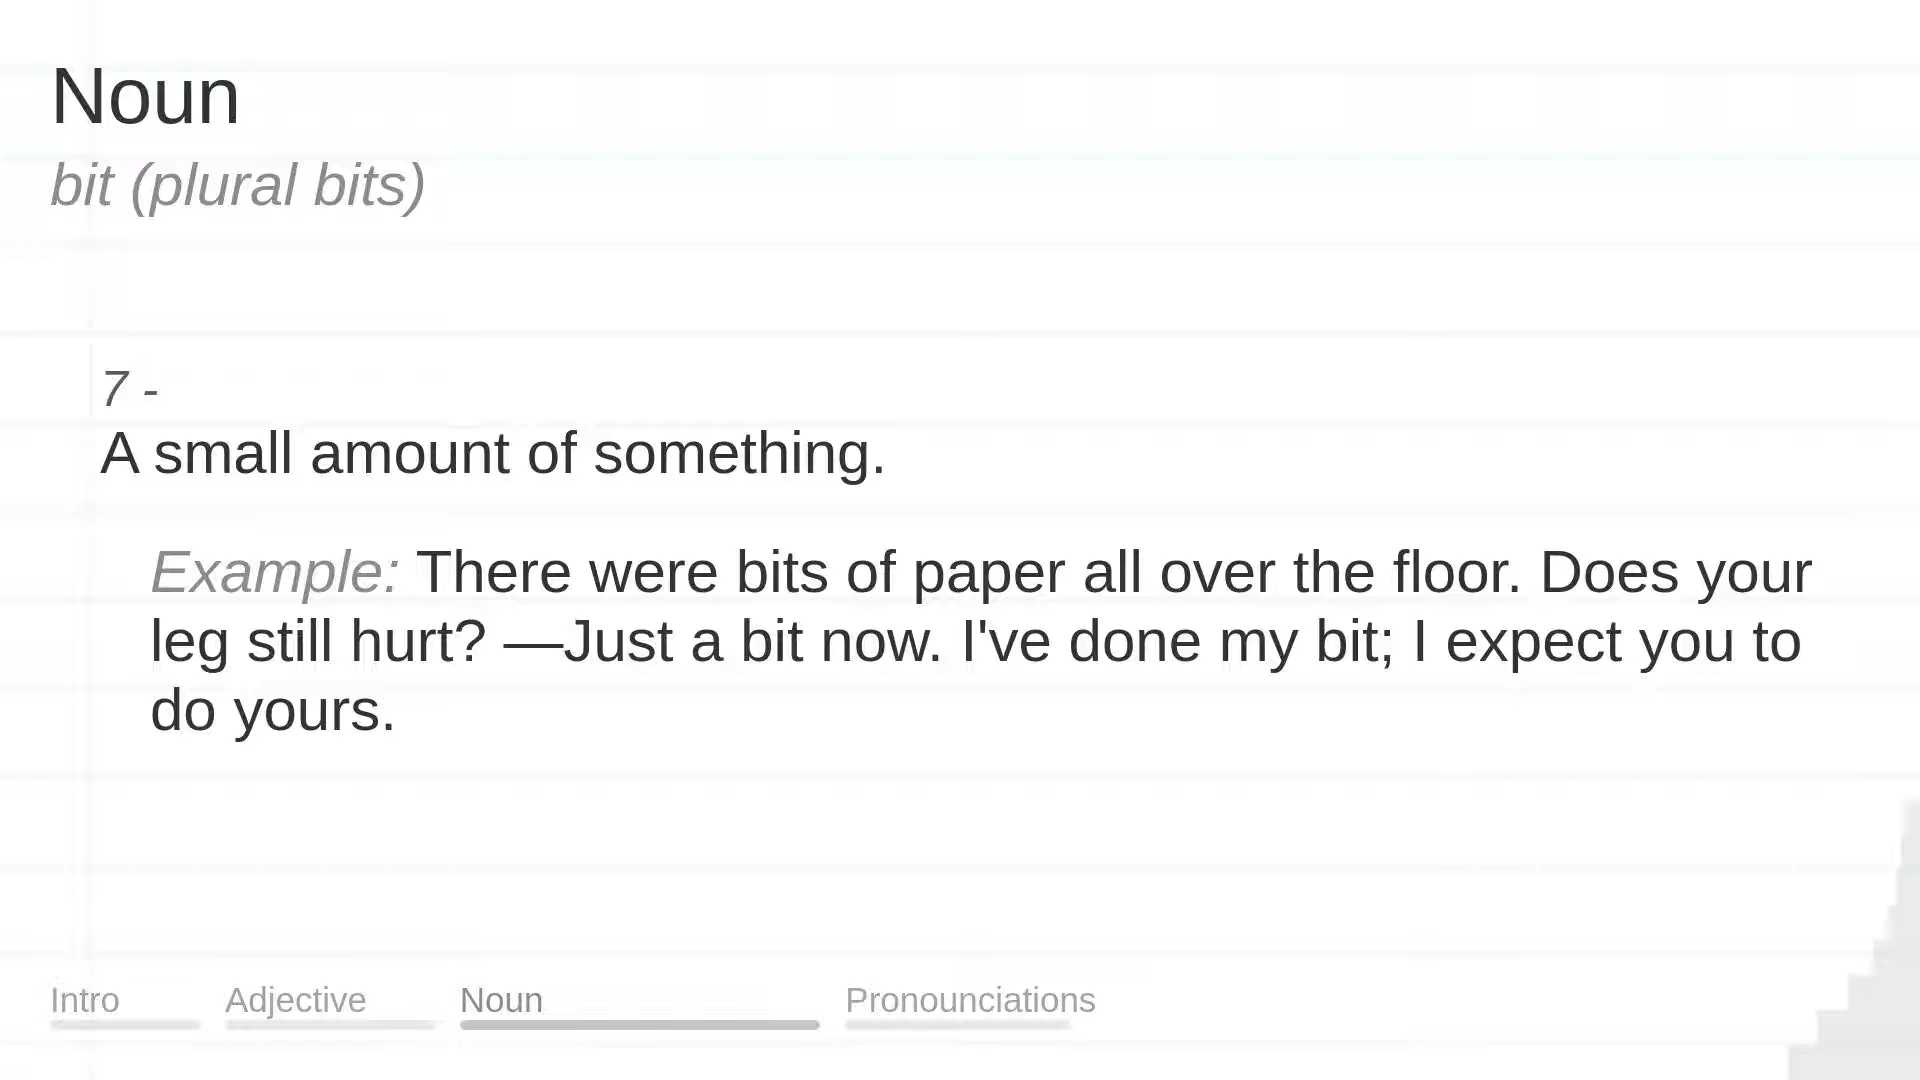 Noun
bit (plural bits)
7 -
A small amount of something.
Example: There were bits of paper all over the floor. Does your
leg still hurt? —Just a bit now. I've done my bit; I expect you to
do yours.
Intro
Adjective
Noun
Pronounciations